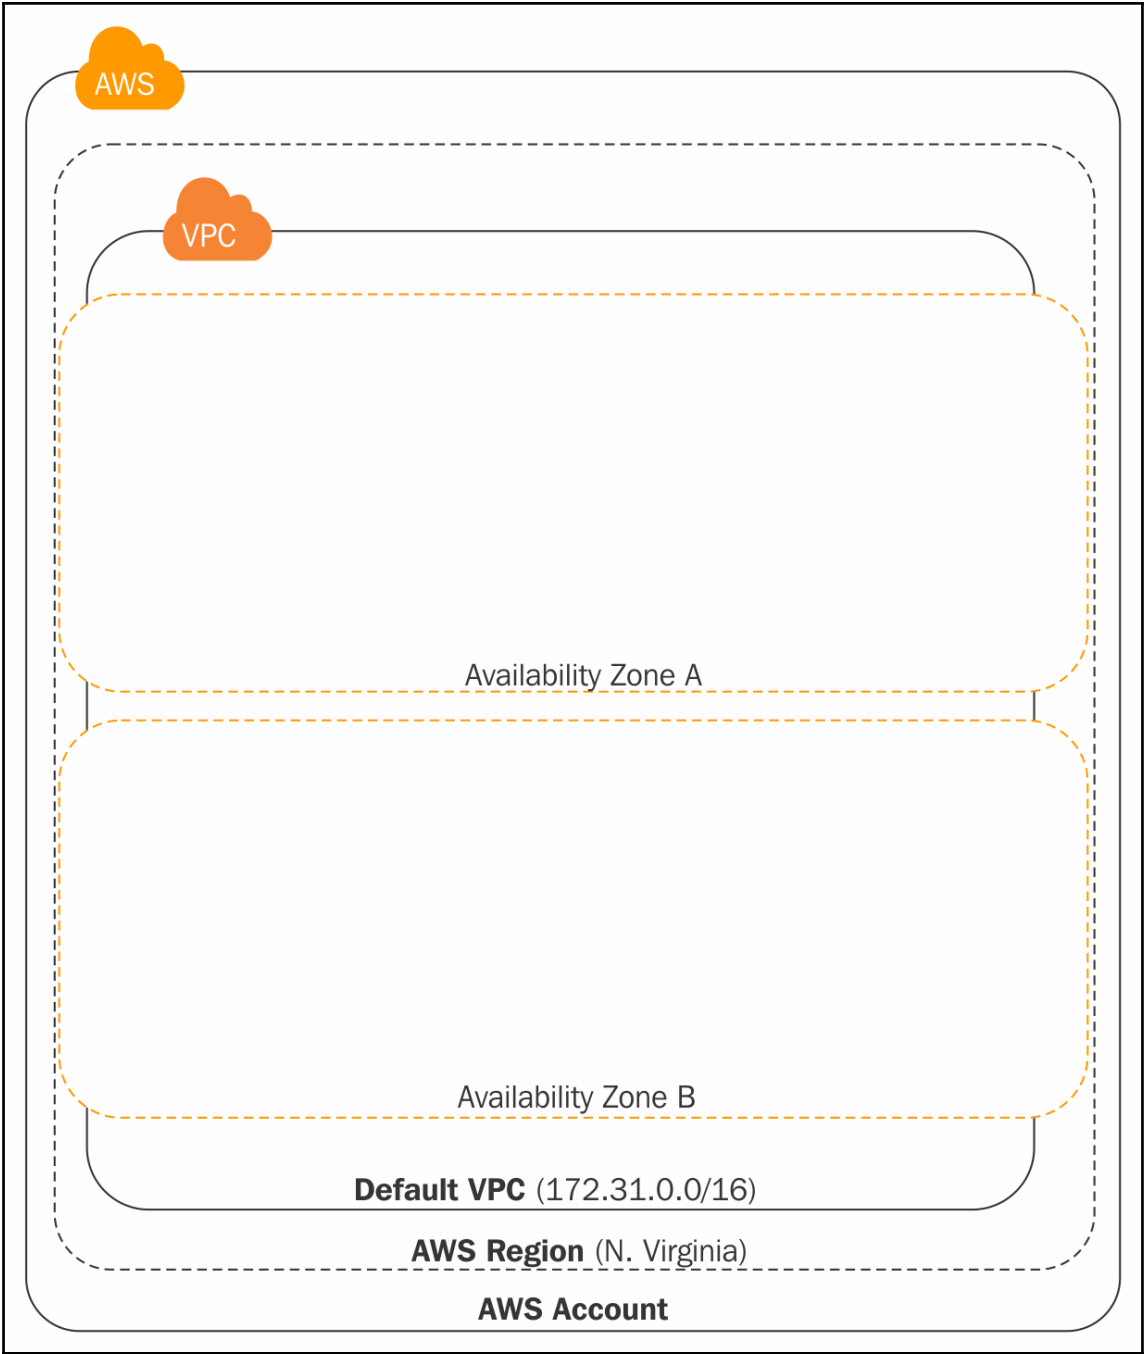 AWS
VPC
Availability Zone A
Availability Zone B
Default VPC (172.31.0.0/16)
AWS Region (N. Virginia)
AWS Account